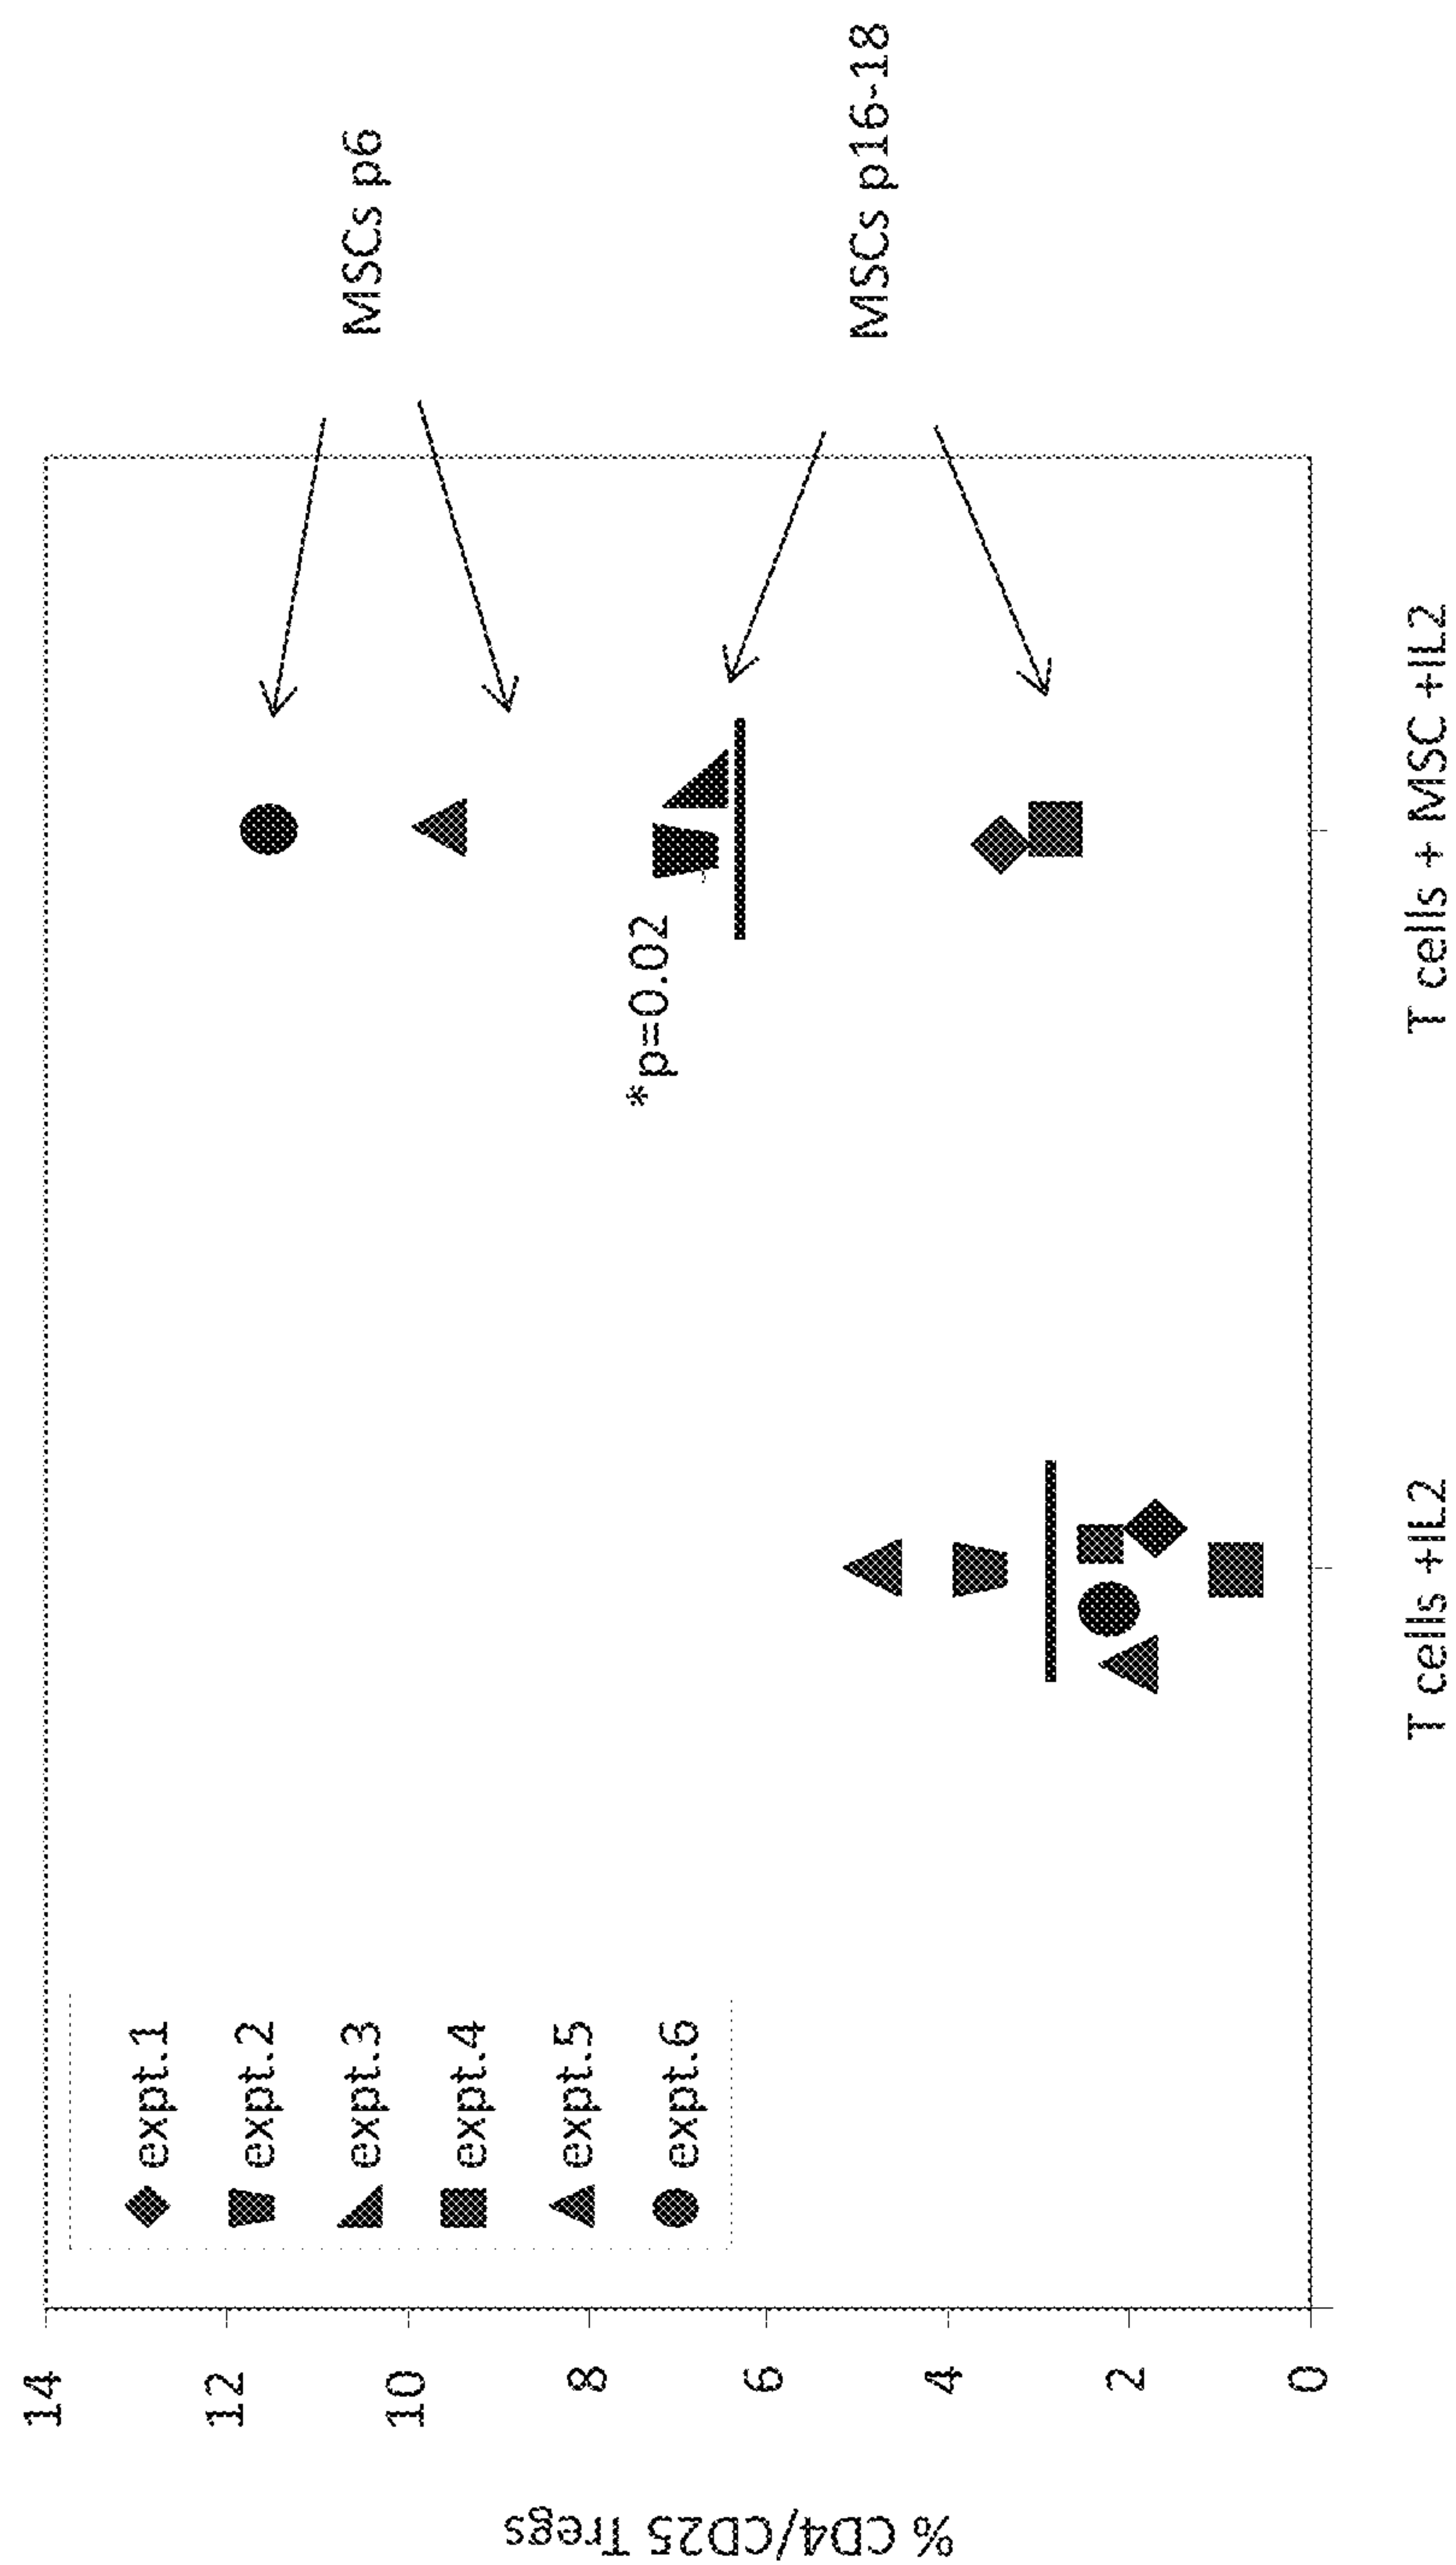 % CD4/CD25 Tregs
14
12
10
8
6
4
2
0
expt.1
expt.2
expt.3
expt.4
expt.5
expt.6
*p=0.02
MSCs p6
MSCs p16-18
T cells +IL2
T cells + MSC +IL2